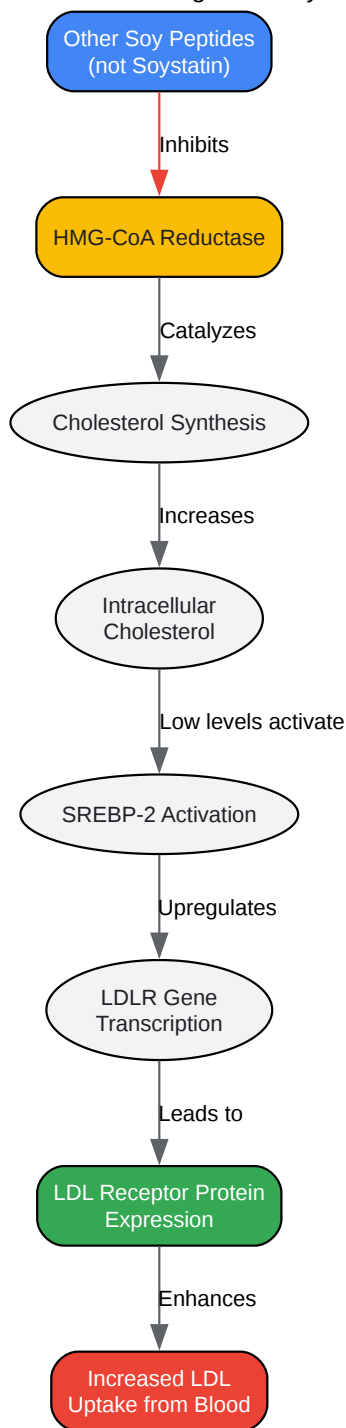 Other Soy Peptides
(not Soystatin)
Inhibits
HMG-CoA Reductase
Catalyzes
Cholesterol Synthesis
Increases
Intracellular
Cholesterol
Low levels activate
SREBP-2 Activation
Upregulates
LDLR Gene
Transcription
Leads to
LDL Receptor Protein
Expression
Enhances
Increased LDL
Uptake from Blood